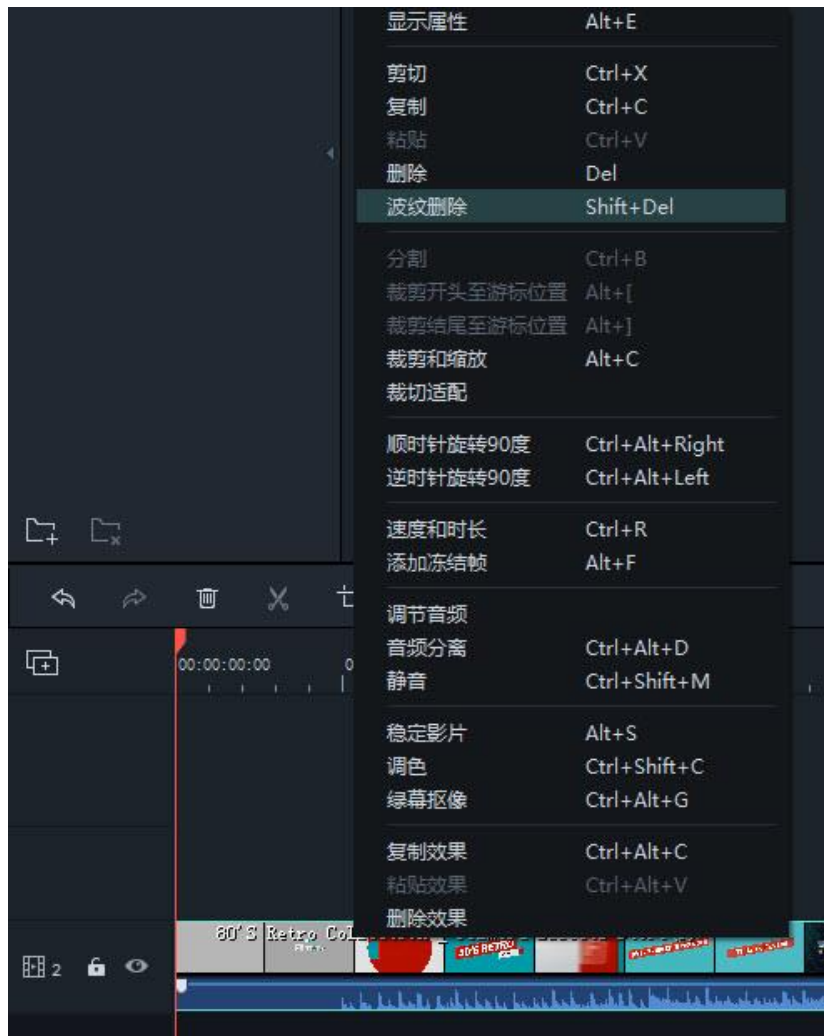 显示属性 Alt+E
剪切 Ctrl+X
复制 Ctrl+C
粘贴 Ctrl+V
删除 Del
波纹删除 Shift+Del
分割 Ctrl+B
裁剪开头至游标位置 Alt+[
裁剪结尾至游标位置 Alt+]
裁剪和缩放 Alt+C
裁切适配
顺时针旋转90度 Ctrl+Alt+Right
逆时针旋转90度 Ctrl+Alt+Left
速度和时长 Ctrl+R
添加冻结帧 Alt+F
调节音频
00:00:00:00 0
音频分离 Ctrl+Alt+D
静音 Ctrl+Shift+M
稳定影片 Alt+S
调色 Ctrl+Shift+C
绿幕抠像 Ctrl+Alt+G
复制效果 Ctrl+Alt+C
粘贴效果 Ctrl+Alt+V
删除效果
80'S Retro
2